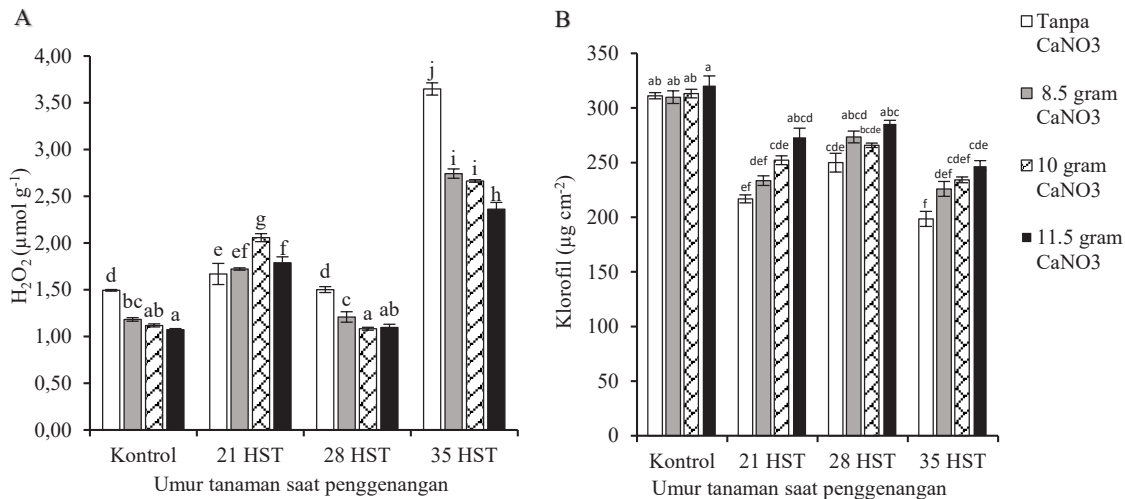 A
H₂O₂ (µmol g⁻¹)
4,00
3,50
3,00
2,50
2,00
1,50
1,00
0,50
0,00
d bc ab a
e ef g f
d c a ab
j i i h
Kontrol 21 HST 28 HST 35 HST
Umur tanaman saat penggenangan
B
Klorofil (µg cm⁻²)
350
300
250
200
150
100
50
0
ab ab ab a
ef def cde abcd
cde abcd bcde abc
f def cdef cde
Kontrol 21 HST 28 HST 35 HST
Umur tanaman saat penggenangan
Tanpa
CaNO3
8.5 gram
CaNO3
10 gram
CaNO3
11.5 gram
CaNO3